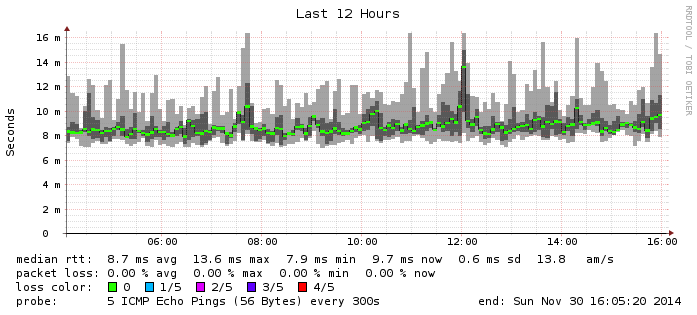 Last 12 Hours
RRDTOOL / TOBI OETIKER
Seconds
16 m
14 m
12 m
10 m
8 m
6 m
4 m
2 m
0
06:00 08:00 10:00 12:00 14:00 16:00
median rtt: 8.7 ms avg 13.6 ms max 7.9 ms min 9.7 ms now 0.6 ms sd 13.8 am/s
packet loss: 0.00 % avg 0.00 % max 0.00 % min 0.00 % now
loss color: 0 1/5 2/5 3/5 4/5
probe: 5 ICMP Echo Pings (56 Bytes) every 300s end: Sun Nov 30 16:05:20 2014